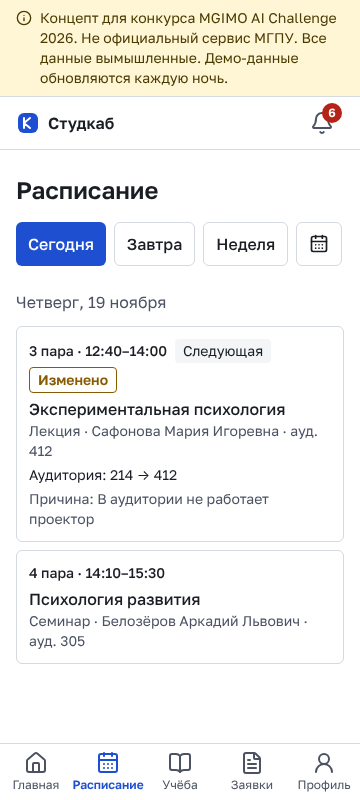 Концепт для конкурса MGIMO AI Challenge
2026. Не официальный сервис МГПУ. Все
данные вымышленные. Демо-данные
обновляются каждую ночь.
Студкаб
6
Расписание
Сегодня
Завтра
Неделя
Четверг, 19 ноября
3 пара · 12:40–14:00 Следующая
Изменено
Экспериментальная психология
Лекция · Сафонова Мария Игоревна · ауд.
412
Аудитория: 214 → 412
Причина: В аудитории не работает
проектор
4 пара · 14:10–15:30
Психология развития
Семинар · Белозёров Аркадий Львович ·
ауд. 305
Главная
Расписание
Учёба
Заявки
Профиль